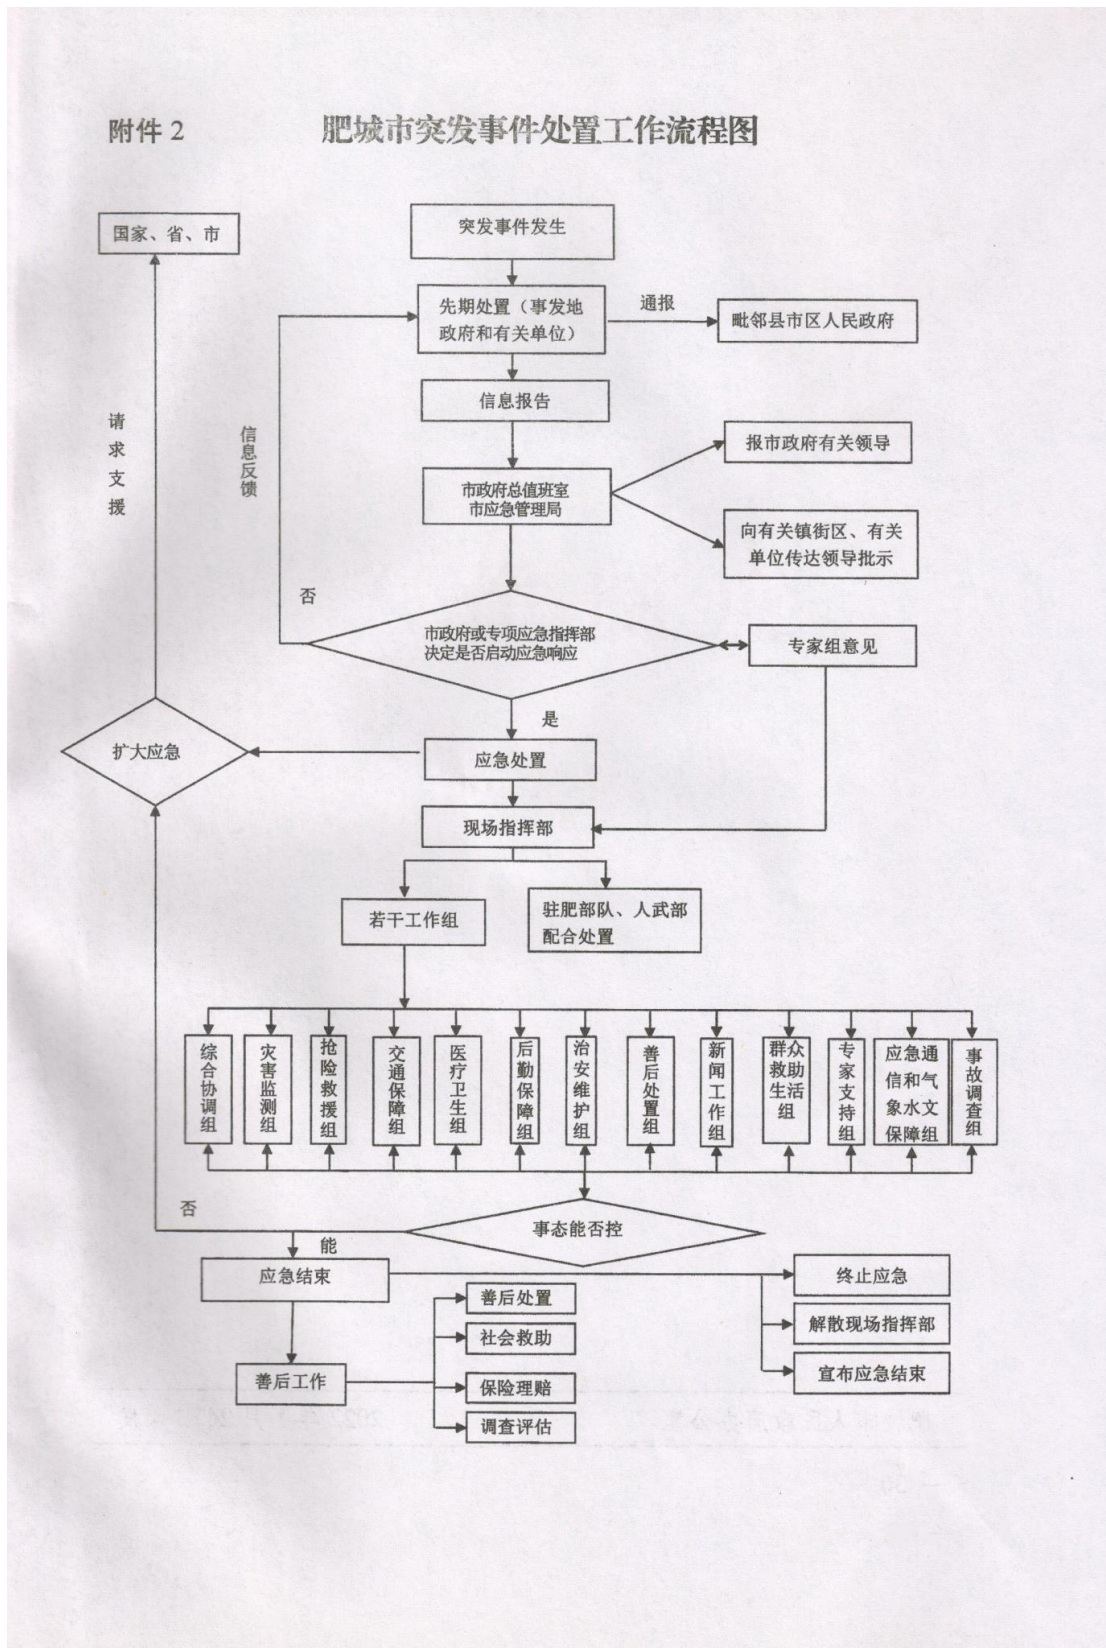 附件 2
肥城市突发事件处置工作流程图
国家、省、市
突发事件发生
先期处置（事发地
政府和有关单位）
通报
毗邻县市区人民政府
信息报告
请求支援
信息反馈
报市政府有关领导
市政府总值班室
市应急管理局
向有关镇街区、有关
单位传达领导批示
否
市政府或专项应急指挥部
决定是否启动应急响应
专家组意见
是
扩大应急
应急处置
现场指挥部
若干工作组
驻肥部队、人武部
配合处置
综合协调组
灾害监测组
抢险救援组
交通保障组
医疗卫生组
后勤保障组
治安维护组
善后处置组
新闻工作组
群众
救助
生活
组
专家支持组
应急通
信和气
象水文
保障组
事故调查组
否
事态能否控
能
应急结束
终止应急
善后处置
解散现场指挥部
社会救助
善后工作
宣布应急结束
保险理赔
调查评估